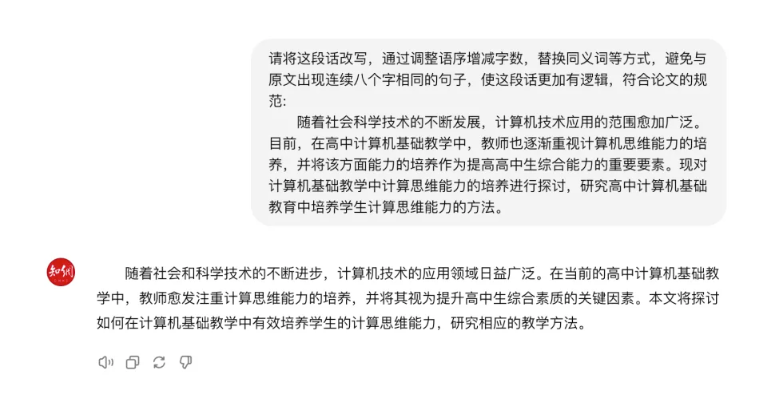 请将这段话改写，通过调整语序增减字数，替换同义词等方式，避免与
原文出现连续八个字相同的句子，使这段话更加有逻辑，符合论文的规
范：
随着社会科学技术的不断发展，计算机技术应用的范围愈加广泛。
目前，在高中计算机基础教学中，教师也逐渐重视计算机思维能力的培
养，并将该方面能力的培养作为提高高中生综合能力的重要要素。现对
计算机基础教学中计算思维能力的培养进行探讨，研究高中计算机基础
教育中培养学生计算思维能力的方法。
随着社会和科学技术的不断进步，计算机技术的应用领域日益广泛。在当前的高中计算机基础教
学中，教师愈发注重计算思维能力的培养，并将其视为提升高中生综合素质的关键因素。本文将探讨
如何在计算机基础教学中有效培养学生的计算思维能力，研究相应的教学方法。